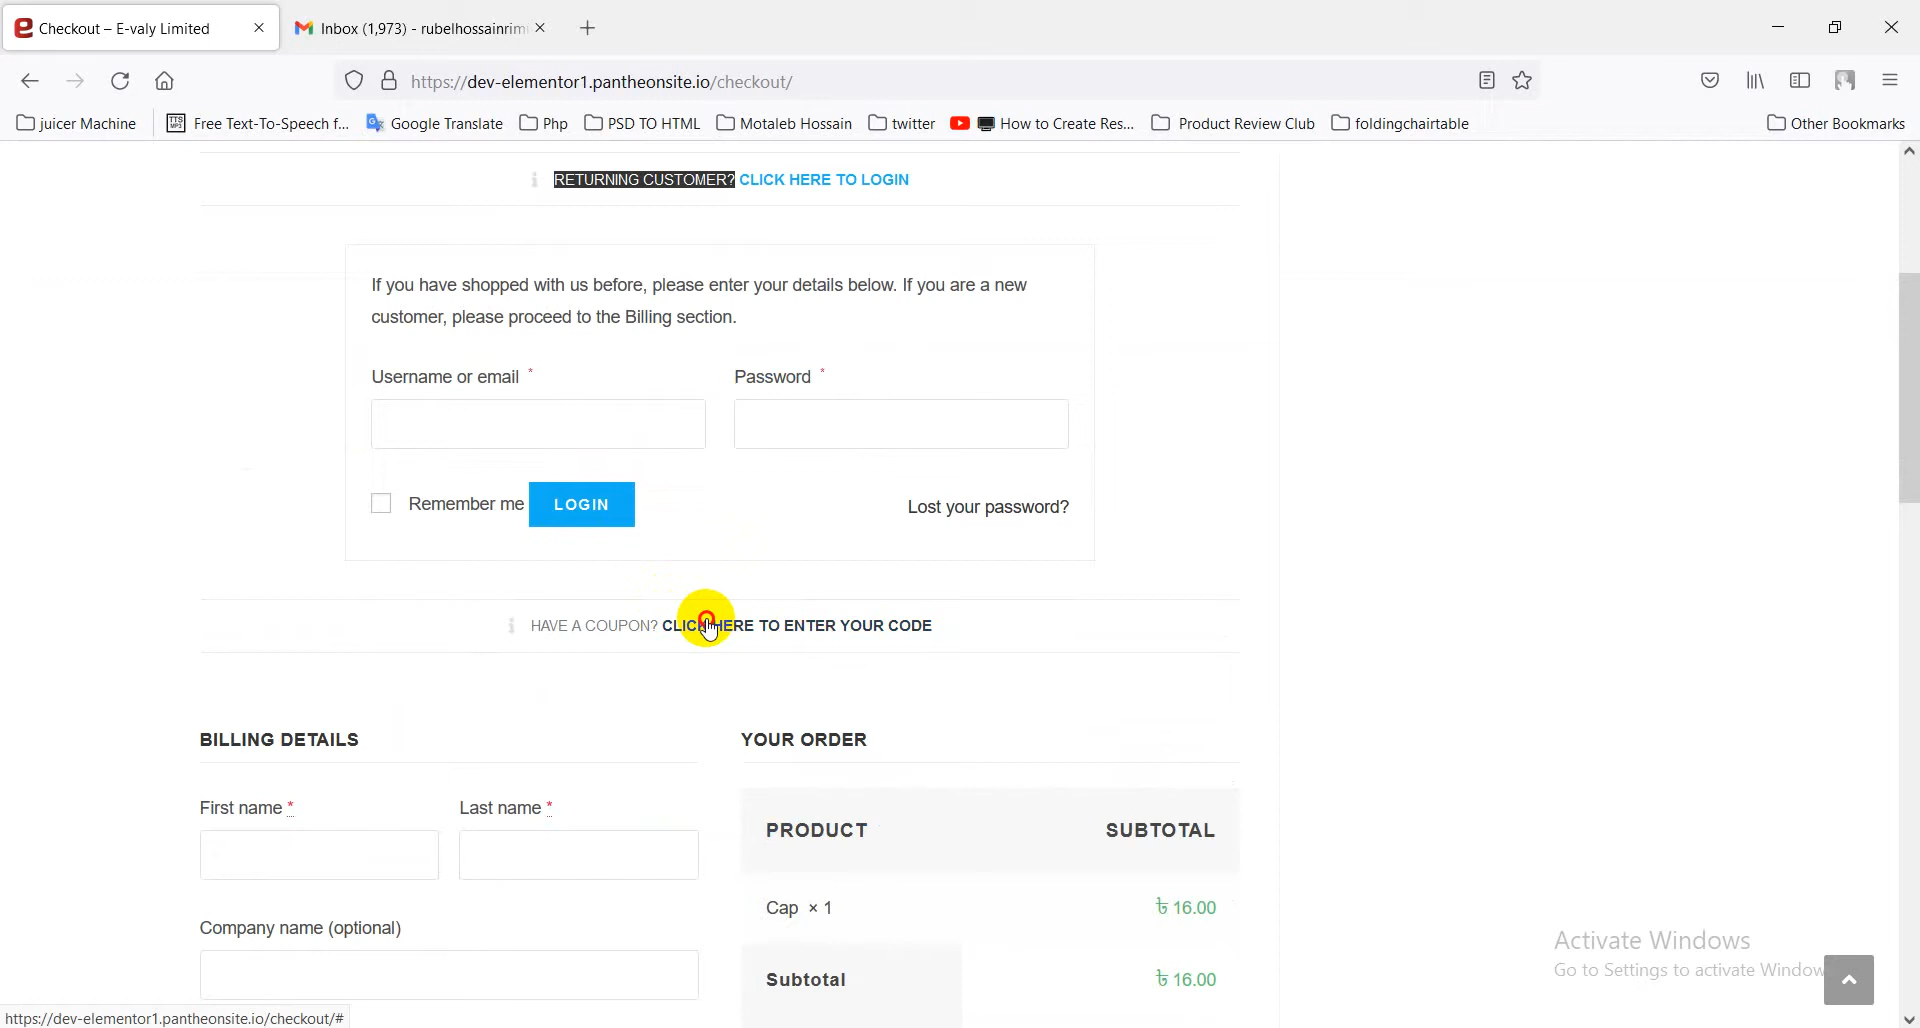 Checkout – E-valy Limited
Inbox (1,973) - rubelhossainrim
https://dev-elementor1.pantheonsite.io/checkout/
juicer Machine
TTS MP3
Free Text-To-Speech f...
Google Translate
Php
PSD TO HTML
Motaleb Hossain
twitter
How to Create Res...
Product Review Club
foldingchairtable
Other Bookmarks
RETURNING CUSTOMER? CLICK HERE TO LOGIN
If you have shopped with us before, please enter your details below. If you are a new
customer, please proceed to the Billing section.
Username or email *
Password *
Remember me
LOGIN
Lost your password?
HAVE A COUPON? CLICK HERE TO ENTER YOUR CODE
BILLING DETAILS
YOUR ORDER
First name *
Last name *
PRODUCT
SUBTOTAL
Cap × 1
৳ 16.00
Company name (optional)
Subtotal
৳ 16.00
Activate Windows
Go to Settings to activate Window
https://dev-elementor1.pantheonsite.io/checkout/#